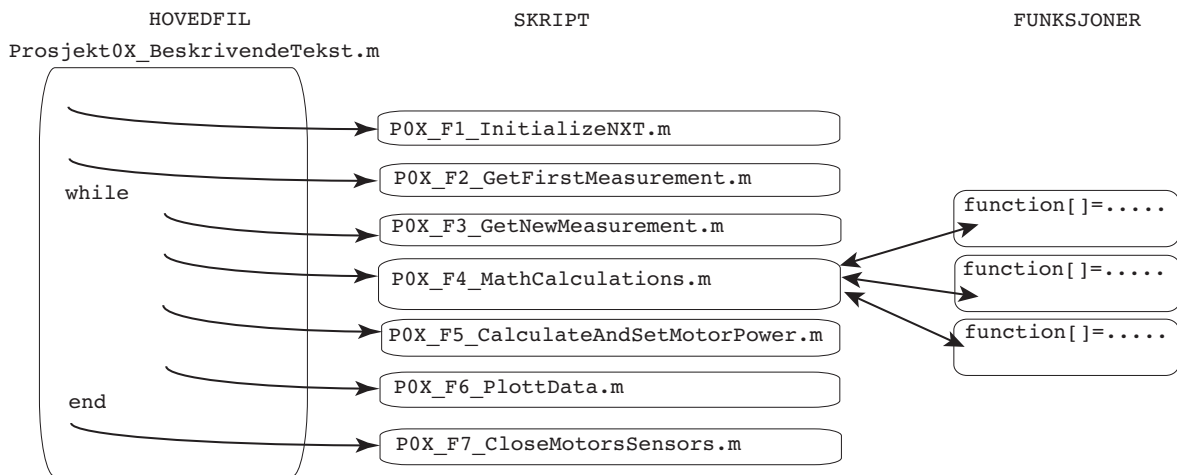 HOVEDFIL
SKRIPT
FUNKSJONER
Prosjekt0X_BeskrivendeTekst.m
P0X_F1_InitializeNXT.m
P0X_F2_GetFirstMeasurement.m
while
P0X_F3_GetNewMeasurement.m
P0X_F4_MathCalculations.m
P0X_F5_CalculateAndSetMotorPower.m
P0X_F6_PlottData.m
end
P0X_F7_CloseMotorsSensors.m
function[]=.....
function[]=.....
function[]=.....